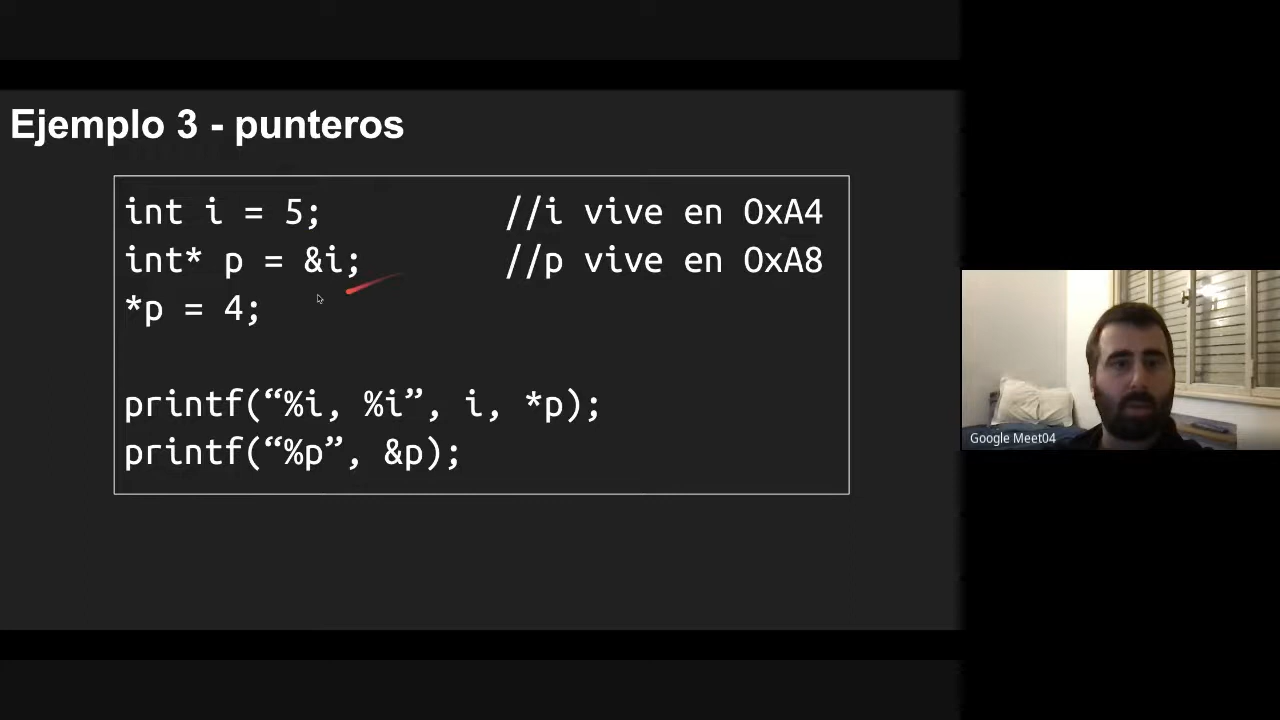 Ejemplo 3 - punteros
int i = 5; //i vive en 0xA4
int* p = &i; //p vive en 0xA8
*p = 4;
printf(“%i, %i”, i, *p);
printf(“%p”, &p);
Google Meet04